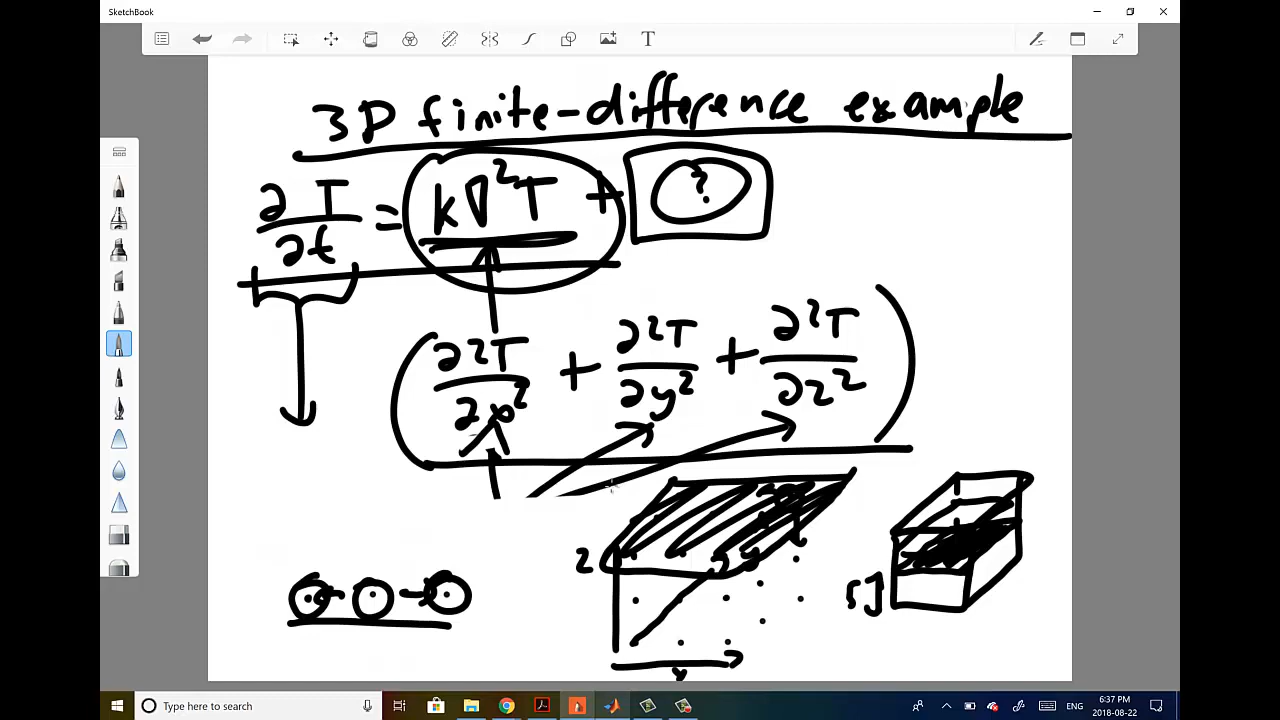 SketchBook
T
3D finite-difference example
∂T/∂t = k∇²T + ?
(∂²T/∂x² + ∂²T/∂y² + ∂²T/∂z²)
z
y
x
Type here to search
6:37 PM
2018-08-22